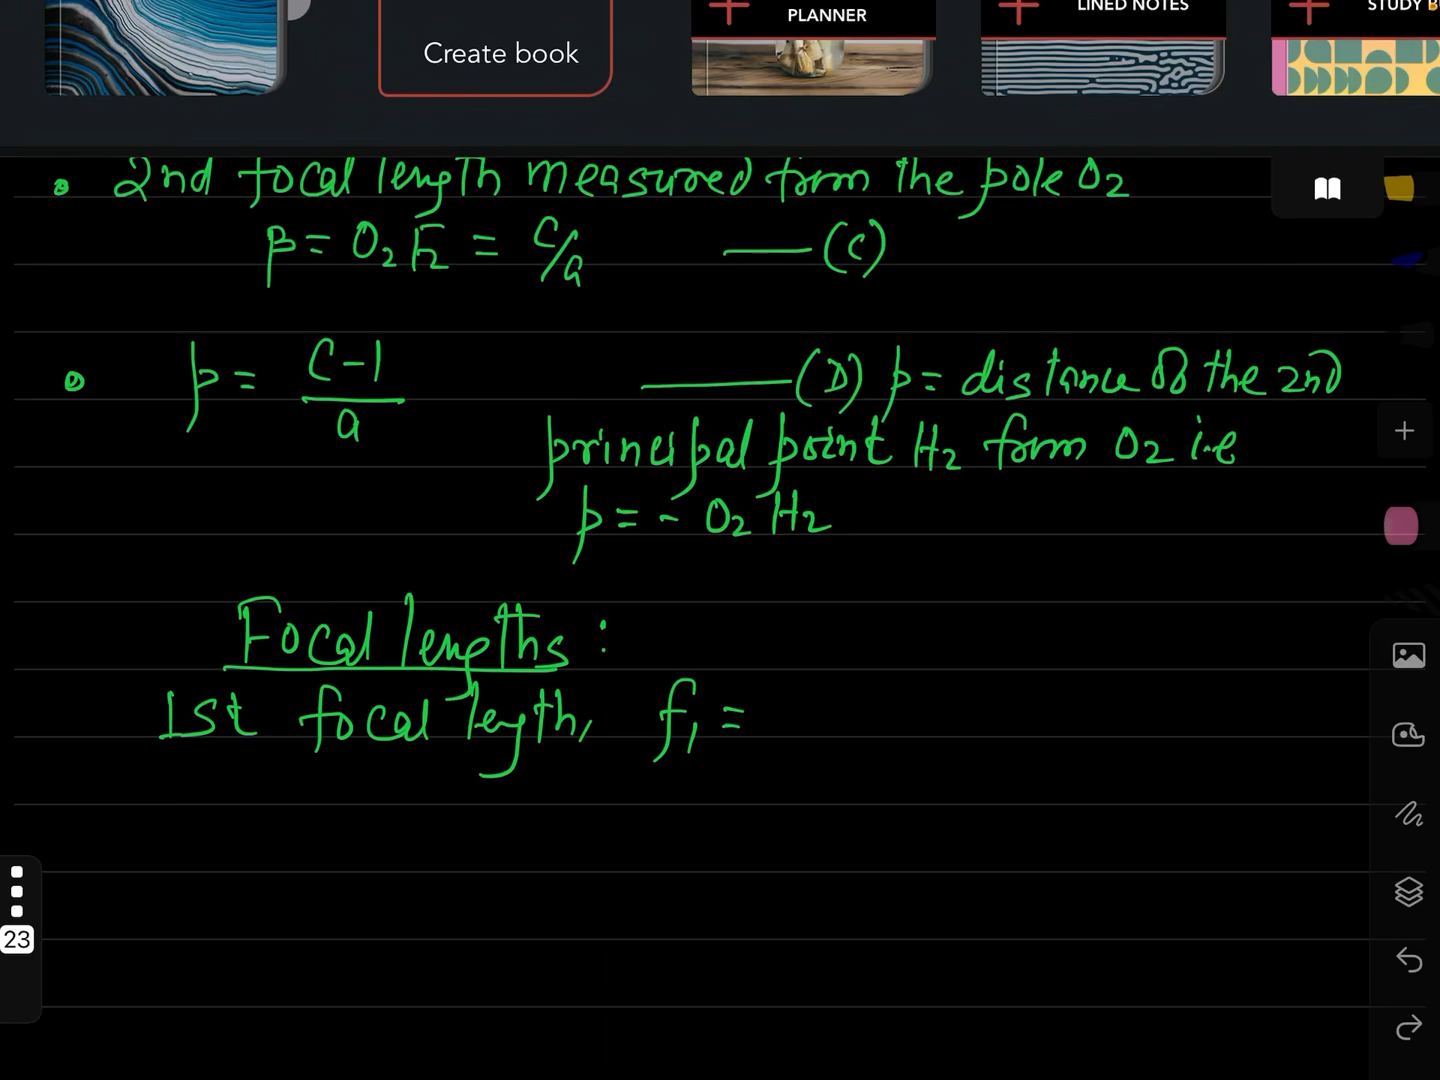 PLANNER
LINED NOTES
STUDY
Create book
• 2nd focal length measured form the pole O₂
β = O₂F₂ = C/a —(C)
• p = (C-1)/a —(D) p = distance of the 2nd
principal point H₂ form O₂ i.e
p = - O₂H₂
Focal lengths :
1st focal length, f₁ =
23